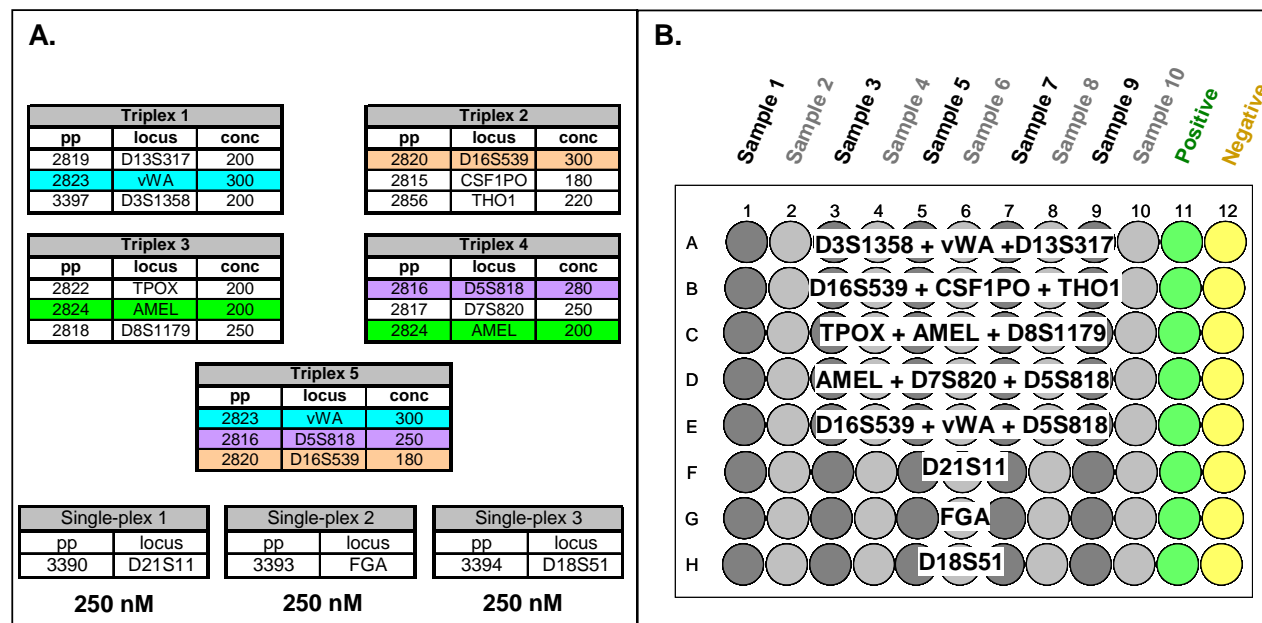 A.
Triplex 1
pp locus conc
2819 D13S317 200
2823 vWA 300
3397 D3S1358 200
Triplex 2
pp locus conc
2820 D16S539 300
2815 CSF1PO 180
2856 THO1 220
Triplex 3
pp locus conc
2822 TPOX 200
2824 AMEL 200
2818 D8S1179 250
Triplex 4
pp locus conc
2816 D5S818 280
2817 D7S820 250
2824 AMEL 200
Triplex 5
pp locus conc
2823 vWA 300
2816 D5S818 250
2820 D16S539 180
Single-plex 1
pp locus
3390 D21S11
250 nM
Single-plex 2
pp locus
3393 FGA
250 nM
Single-plex 3
pp locus
3394 D18S51
250 nM
B.
Sample 1
Sample 2
Sample 3
Sample 4
Sample 5
Sample 6
Sample 7
Sample 8
Sample 9
Sample 10
Positive
Negative
1 2 3 4 5 6 7 8 9 10 11 12
A D3S1358 + vWA +D13S317
B D16S539 + CSF1PO + THO1
C TPOX + AMEL + D8S1179
D AMEL + D7S820 + D5S818
E D16S539 + vWA + D5S818
F D21S11
G FGA
H D18S51